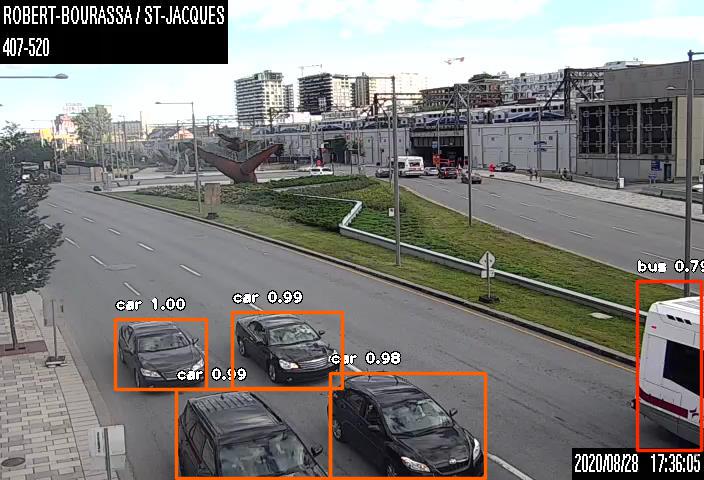 ROBERT-BOURASSA / ST-JACQUES
407-520
bus 0.79
car 1.00
car 0.99
car 0.98
car 0.99
2020/08/28 17:36:05